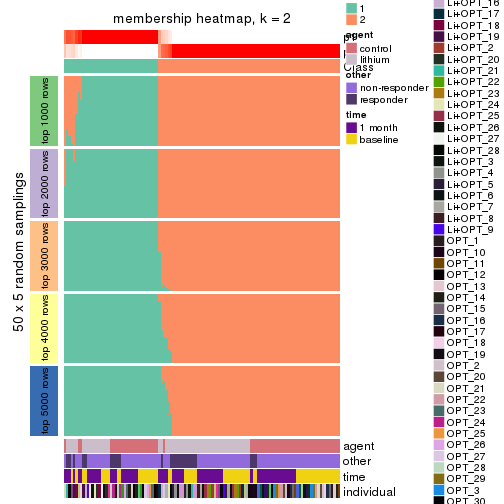 membership heatmap, k = 2
50 x 5 random samplings
top 1000 rows
top 2000 rows
top 3000 rows
top 4000 rows
top 5000 rows
Class
agent
other
time
individual
1
2
agent
control
lithium
other
non-responder
responder
time
1 month
baseline
Li+OPT_16
Li+OPT_17
Li+OPT_18
Li+OPT_19
Li+OPT_2
Li+OPT_20
Li+OPT_21
Li+OPT_22
Li+OPT_23
Li+OPT_24
Li+OPT_25
Li+OPT_26
Li+OPT_27
Li+OPT_28
Li+OPT_3
Li+OPT_4
Li+OPT_5
Li+OPT_6
Li+OPT_7
Li+OPT_8
Li+OPT_9
OPT_1
OPT_10
OPT_11
OPT_12
OPT_13
OPT_14
OPT_15
OPT_16
OPT_17
OPT_18
OPT_19
OPT_2
OPT_20
OPT_21
OPT_22
OPT_23
OPT_24
OPT_25
OPT_26
OPT_27
OPT_28
OPT_29
OPT_3
OPT_30